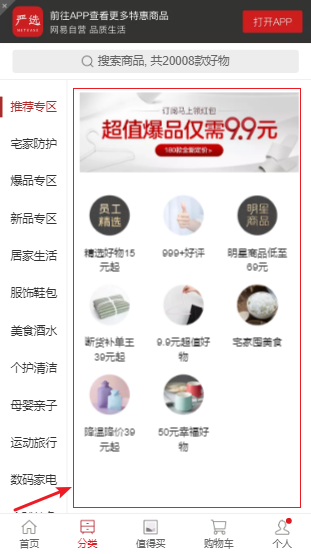 严选
NETEASE
前往APP查看更多特惠商品
网易自营 品质生活
打开APP
搜索商品, 共20008款好物
推荐专区
宅家防护
爆品专区
新品专区
居家生活
服饰鞋包
美食酒水
个护清洁
母婴亲子
运动旅行
数码家电
订阅马上领红包
超值爆品仅需9.9元
180款全新定价>
员工
精选
明星
商品
精选好物15
元起
999+好评
明星商品低至
69元
断货补单王
39元起
9.9元超值好
物
宅家囤美食
降温降价39
元起
50元幸福好
物
首页
分类
值得买
购物车
个人